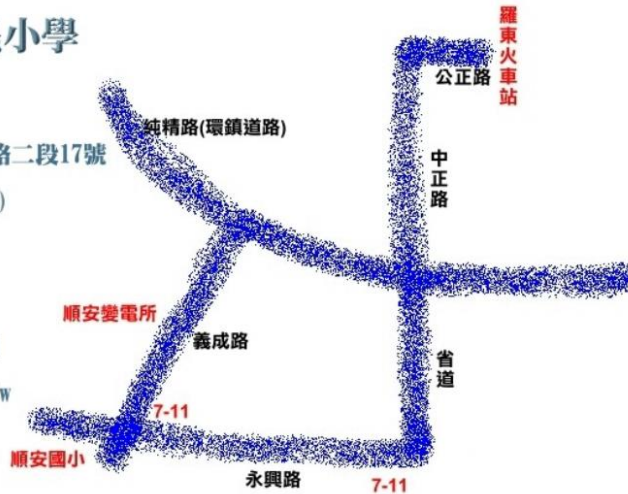 小學
羅東火車站
公正路
純精路(環鎮道路)
中正路
路二段17號
)
順安變電所
義成路
省道
w
7-11
順安國小
永興路
7-11